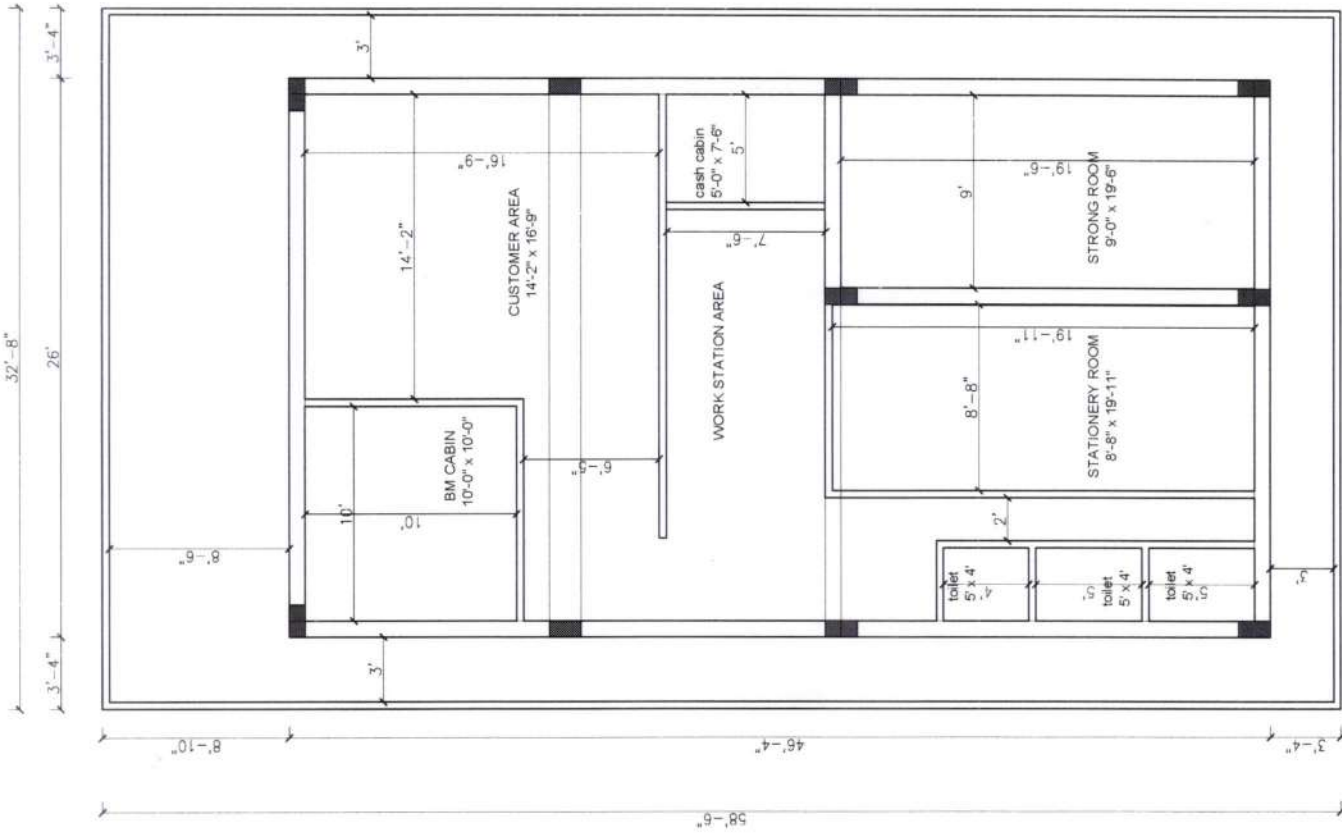 32'-8"
3'-4"
26'
3'-4"
3'
8'-6"
14'-2"
16'-9"
CUSTOMER AREA
14'-2" x 16'-9"
cash cabin
5'-0" x 7'-6"
5'
7'-6"
BM CABIN
10'-0" x 10'-0"
10'
10'
6'-5"
WORK STATION AREA
9'
19'-6"
STRONG ROOM
9'-0" x 19'-6"
8'-8"
19'-11"
STATIONERY ROOM
8'-8" x 19'-11"
2'
toilet
5' x 4'
4'
toilet
5' x 4'
5'
toilet
5' x 4'
5'
3'
3'
8'-10"
46'-4"
3'-4"
58'-6"